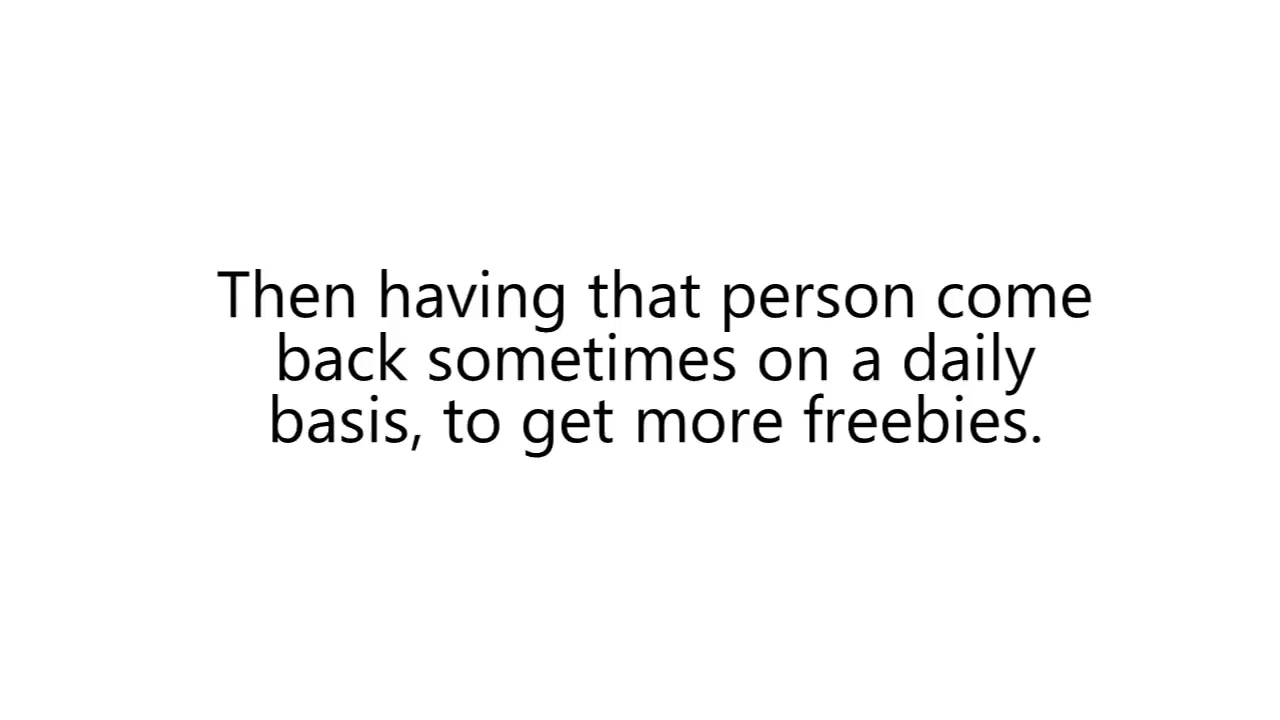 Then having that person come
back sometimes on a daily
basis, to get more freebies.